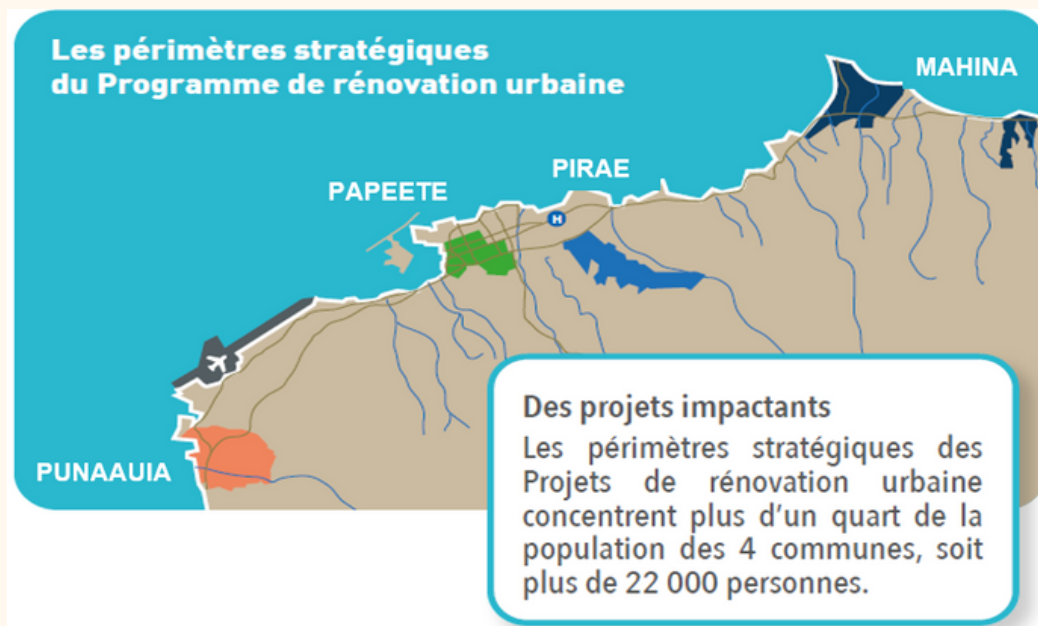 Les périmètres stratégiques
du Programme de rénovation urbaine
MAHINA
PIRAE
PAPEETE
H
PUNAAUIA
Des projets impactants
Les périmètres stratégiques des
Projets de rénovation urbaine
concentrent plus d'un quart de la
population des 4 communes, soit
plus de 22 000 personnes.